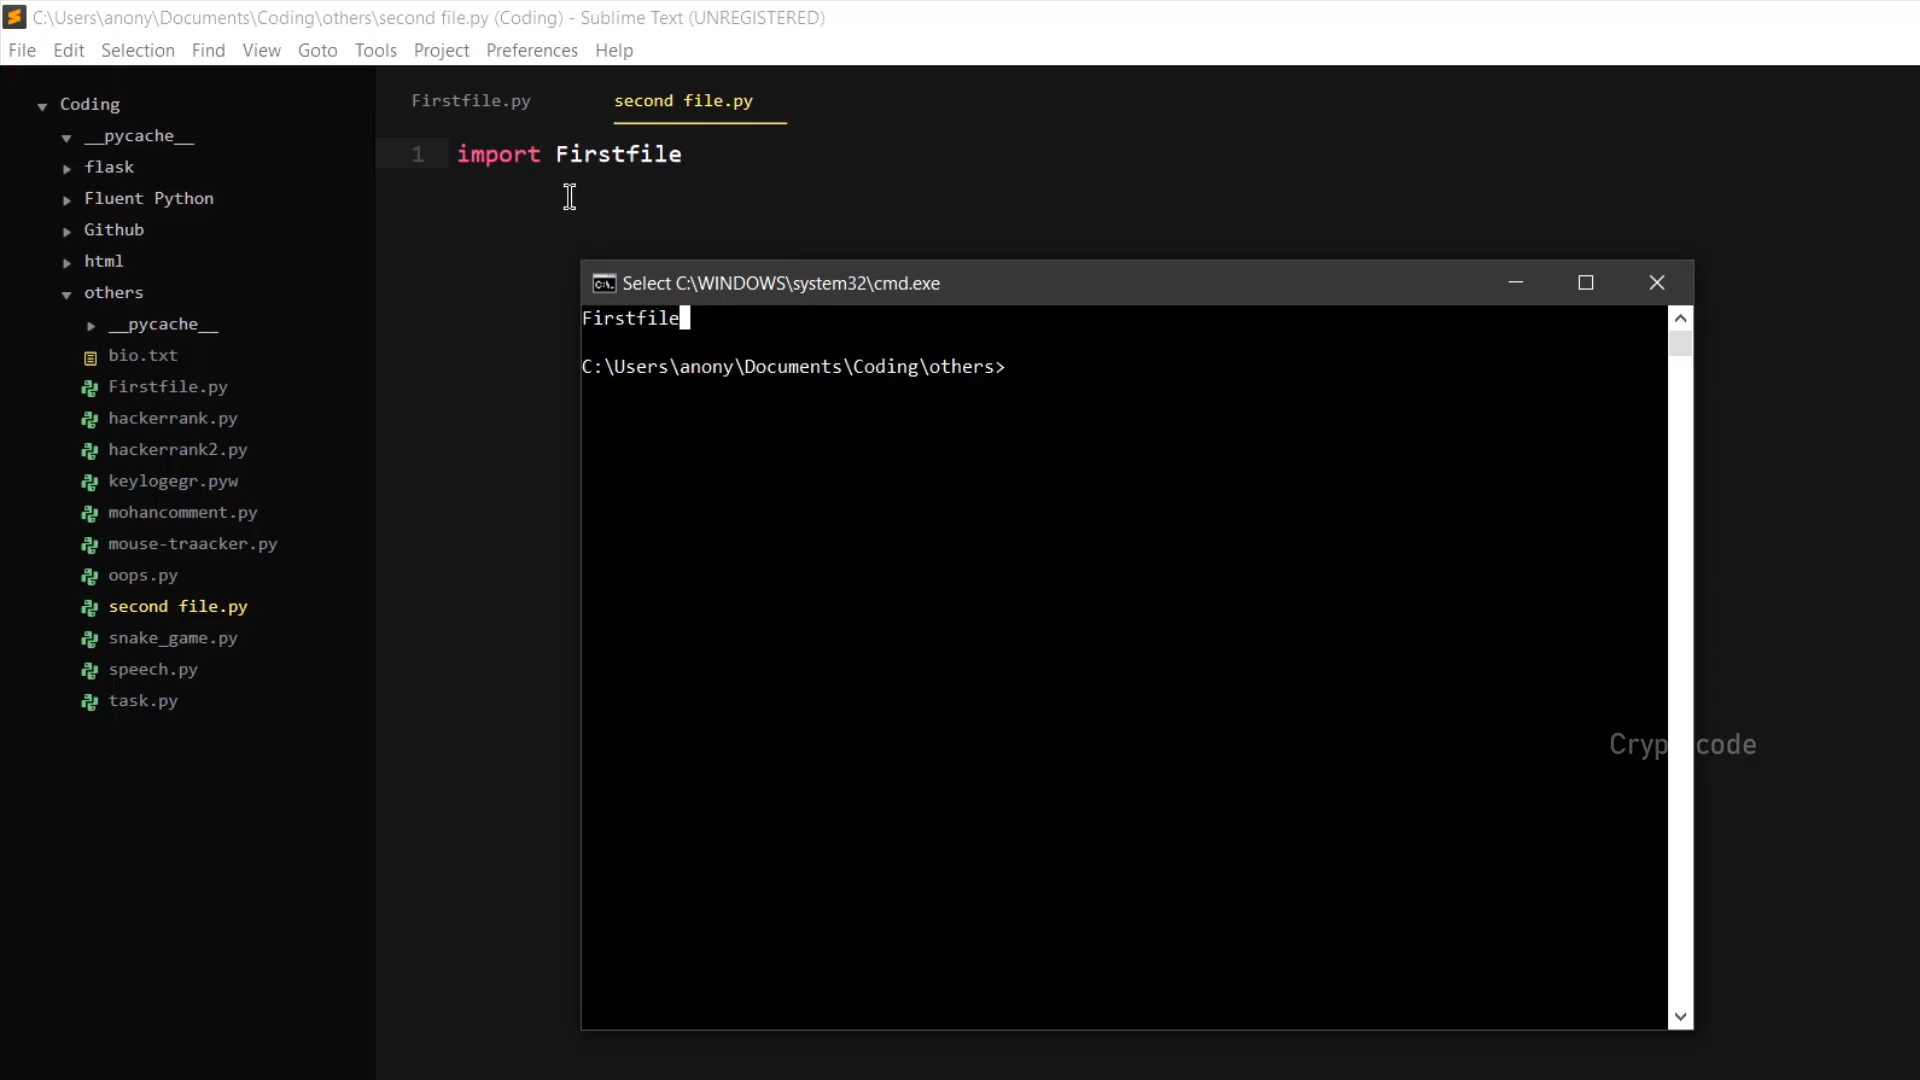 C:\Users\anony\Documents\Coding\others\second file.py (Coding) - Sublime Text (UNREGISTERED)
File Edit Selection Find View Goto Tools Project Preferences Help
Coding
__pycache__
flask
Fluent Python
Github
html
others
__pycache__
bio.txt
Firstfile.py
hackerrank.py
hackerrank2.py
keylogegr.pyw
mohancomment.py
mouse-traacker.py
oops.py
second file.py
snake_game.py
speech.py
task.py
Firstfile.py second file.py
1 import Firstfile
Select C:\WINDOWS\system32\cmd.exe
Firstfile
C:\Users\anony\Documents\Coding\others>